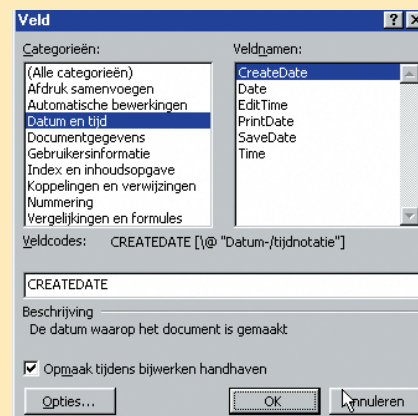 Veld
Categorieën: Veldnamen:
(Alle categorieën)
Afdruk samenvoegen
Automatische bewerkingen
Datum en tijd
Documentgegevens
Gebruikersinformatie
Index en inhoudsopgave
Koppelingen en verwijzingen
Nummering
Vergelijkingen en formules
CreateDate
Date
EditTime
PrintDate
SaveDate
Time
Veldcodes: CREATEDATE [\@ "Datum-/tijdnotatie"]
CREATEDATE
Beschrijving
De datum waarop het document is gemaakt
Opmaak tijdens bijwerken handhaven
Opties... OK Annuleren